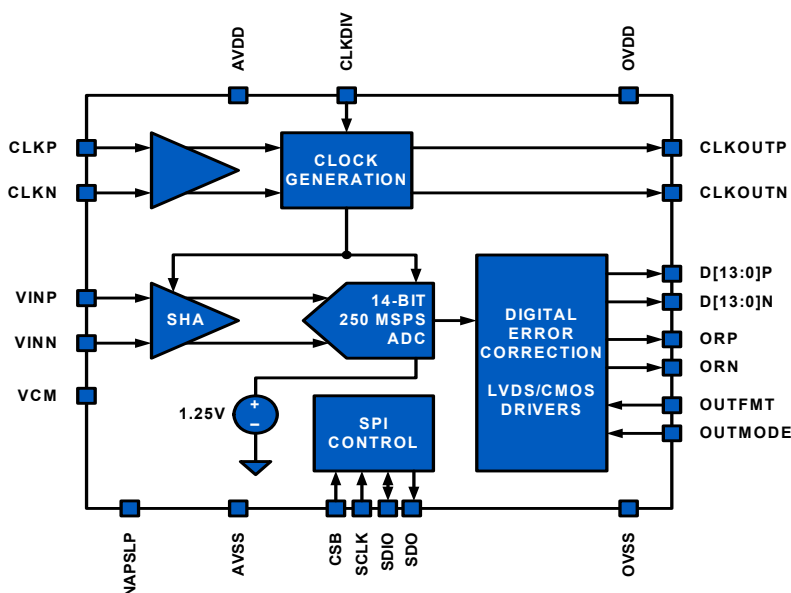 AVDD
CLKDIV
OVDD
CLKP
CLKN
CLOCK
GENERATION
CLKOUTP
CLKOUTN
VINP
VINN
VCM
SHA
14-BIT
250 MSPS
ADC
DIGITAL
ERROR
CORRECTION
LVDS/CMOS
DRIVERS
D[13:0]P
D[13:0]N
ORP
ORN
OUTFMT
OUTMODE
1.25V
+
–
SPI
CONTROL
NAPSLP
AVSS
CSB
SCLK
SDIO
SDO
OVSS